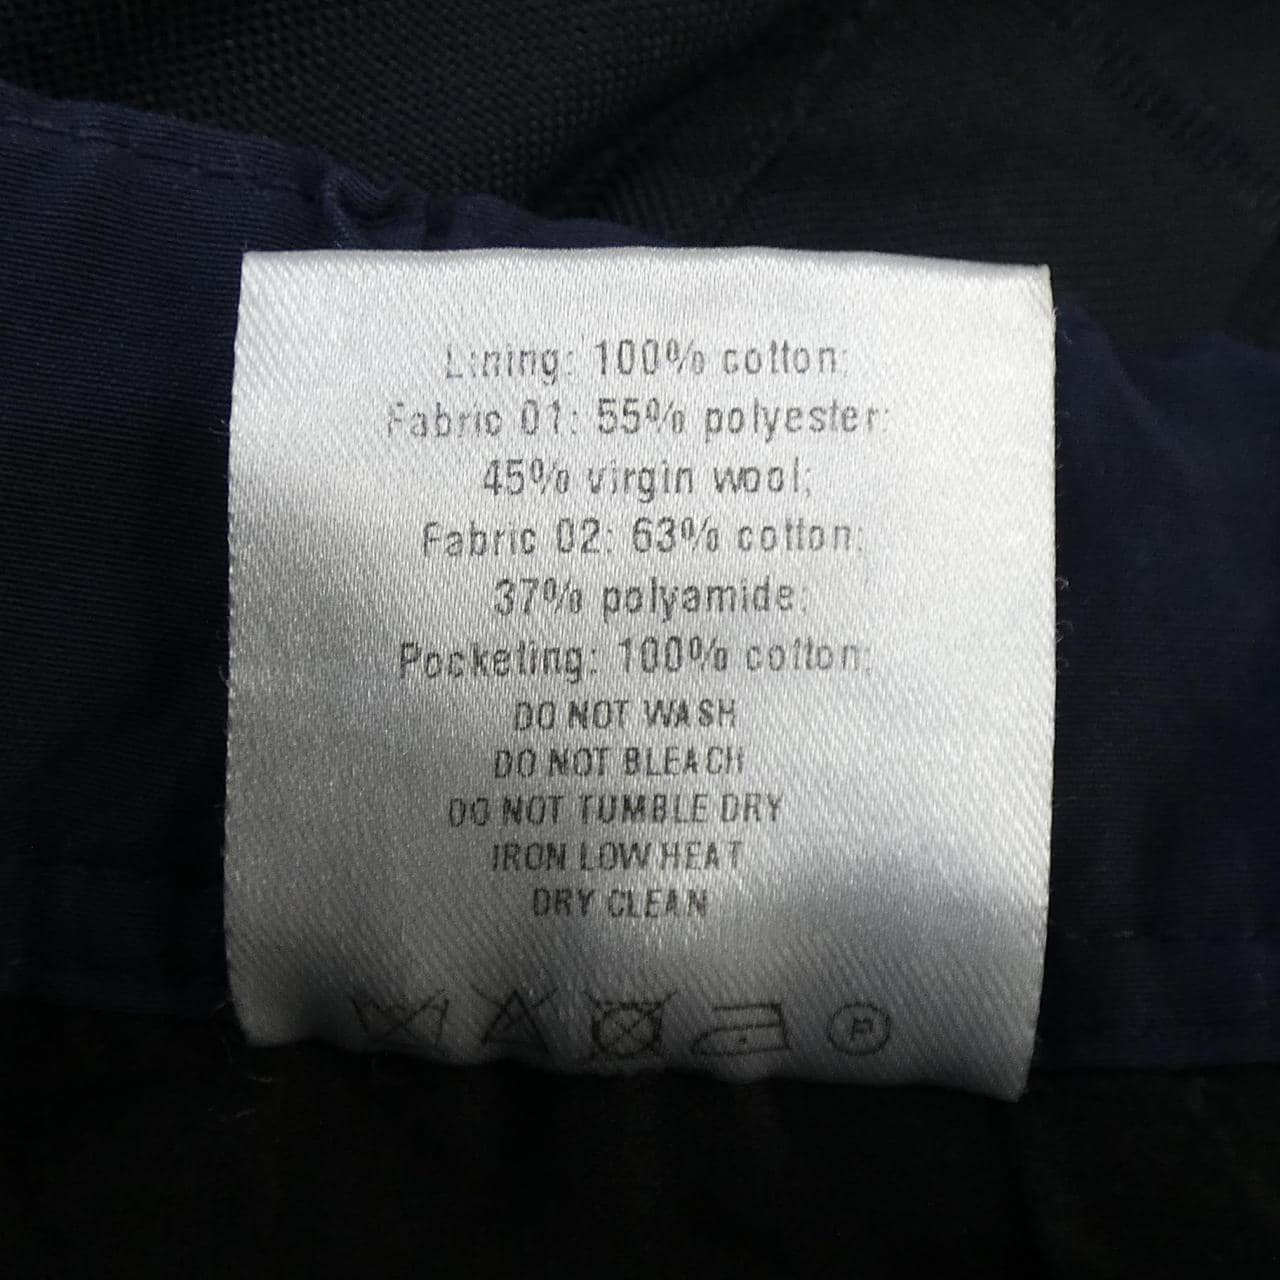 Lining: 100% cotton;
Fabric 01: 55% polyester;
45% virgin wool;
Fabric 02: 63% cotton;
37% polyamide;
Pocketing: 100% cotton;
DO NOT WASH
DO NOT BLEACH
DO NOT TUMBLE DRY
IRON LOW HEAT
DRY CLEAN
P